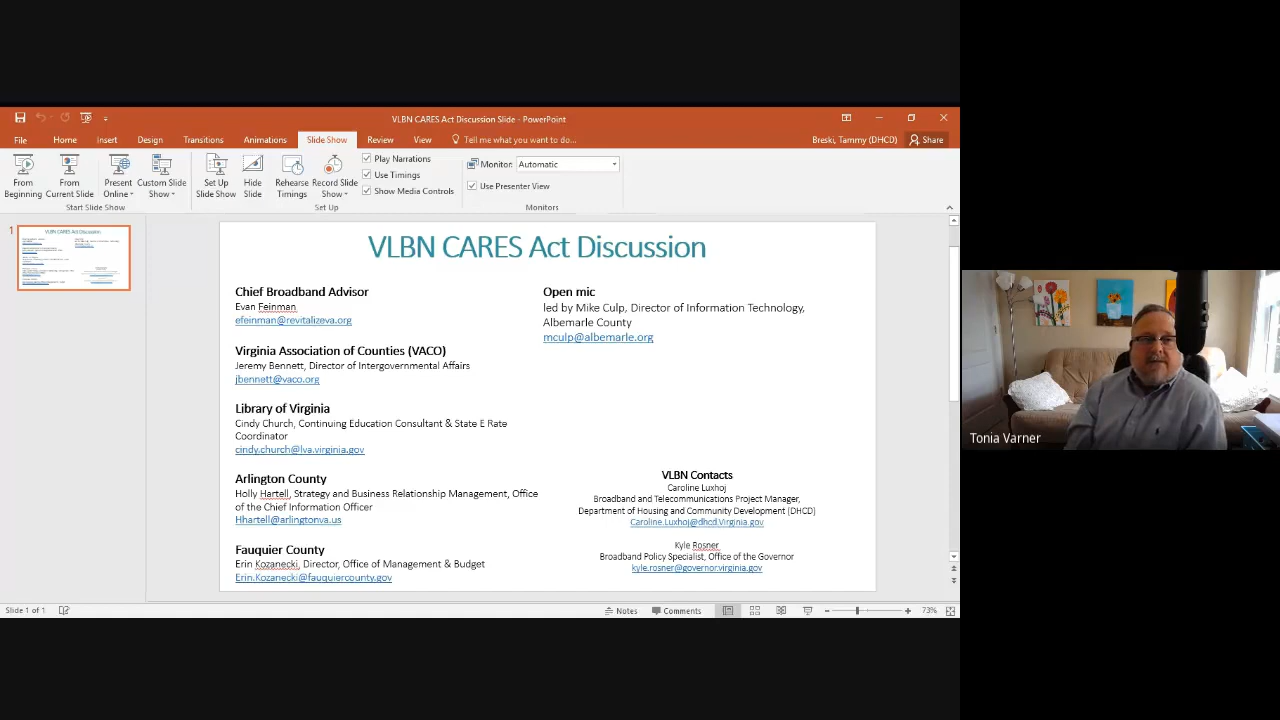 VLBN CARES Act Discussion Slide - PowerPoint
File
Home
Insert
Design
Transitions
Animations
Slide Show
Review
View
Tell me what you want to do...
Breski, Tammy (DHCD)
Share
From Beginning
From Current Slide
Present Online
Custom Slide Show
Start Slide Show
Set Up Slide Show
Hide Slide
Rehearse Timings
Record Slide Show
Play Narrations
Use Timings
Show Media Controls
Set Up
Monitor: Automatic
Use Presenter View
Monitors
1
VLBN CARES Act Discussion
Chief Broadband Advisor
Evan Feinman
efeinman@revitalizeva.org
Virginia Association of Counties (VACO)
Jeremy Bennett, Director of Intergovernmental Affairs
jbennett@vaco.org
Library of Virginia
Cindy Church, Continuing Education Consultant & State E Rate
Coordinator
cindy.church@lva.virginia.gov
Arlington County
Holly Hartell, Strategy and Business Relationship Management, Office
of the Chief Information Officer
Hhartell@arlingtonva.us
Fauquier County
Erin Kozanecki, Director, Office of Management & Budget
Erin.Kozanecki@fauquiercounty.gov
Open mic
led by Mike Culp, Director of Information Technology,
Albemarle County
mculp@albemarle.org
VLBN Contacts
Caroline Luxhoj
Broadband and Telecommunications Project Manager,
Department of Housing and Community Development (DHCD)
Caroline.Luxhoj@dhcd.Virginia.gov
Kyle Rosner
Broadband Policy Specialist, Office of the Governor
kyle.rosner@governor.virginia.gov
Tonia Varner
Slide 1 of 1
Notes
Comments
73%